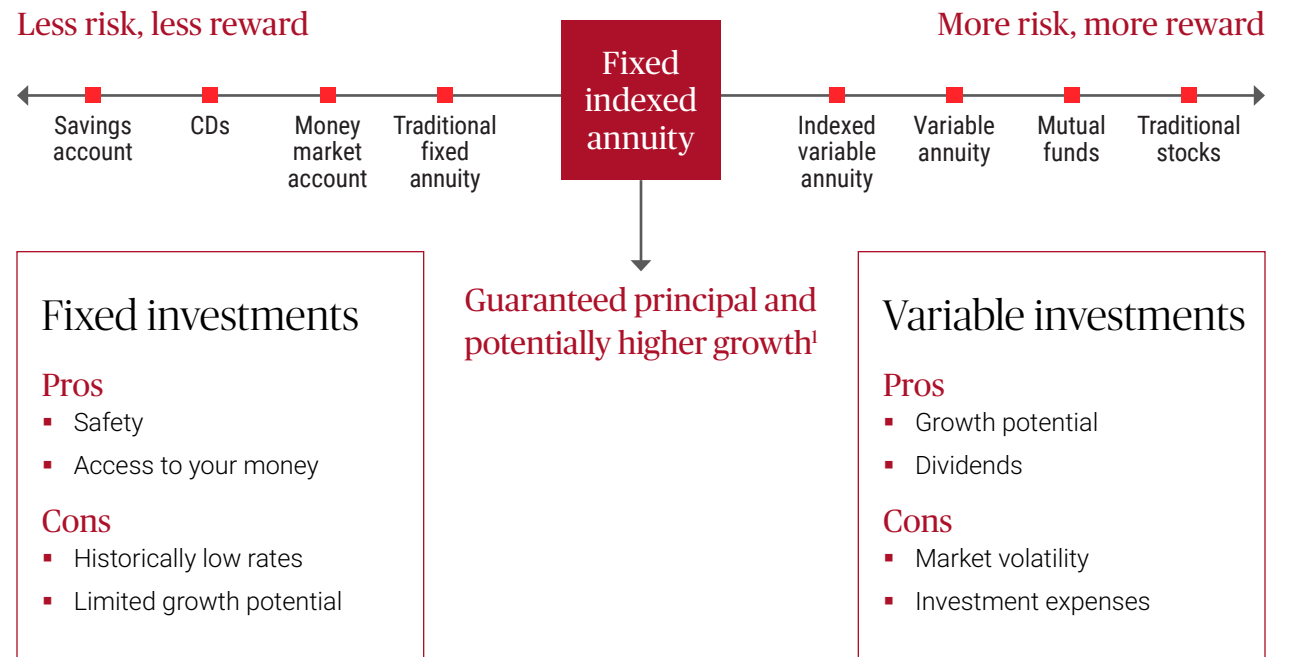 Less risk, less reward
More risk, more reward
Fixed
indexed
annuity
Savings
account
CDs
Money
market
account
Traditional
fixed
annuity
Indexed
variable
annuity
Variable
annuity
Mutual
funds
Traditional
stocks
Guaranteed principal and
potentially higher growth¹
Fixed investments
Pros
▪ Safety
▪ Access to your money
Cons
▪ Historically low rates
▪ Limited growth potential
Variable investments
Pros
▪ Growth potential
▪ Dividends
Cons
▪ Market volatility
▪ Investment expenses